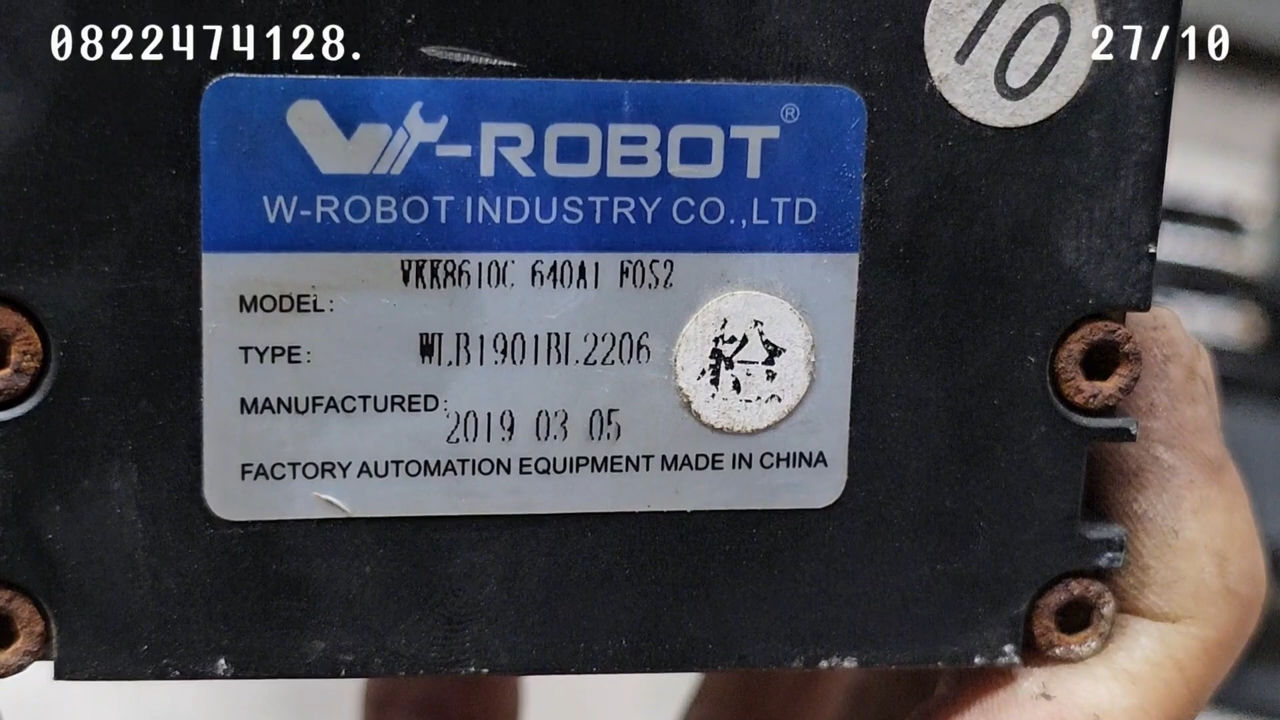 0822474128.
27/10
10
W-ROBOT®
W-ROBOT INDUSTRY CO.,LTD
MODEL: VKK8610C 640A1 F0S2
TYPE: WLB1901BL2206
MANUFACTURED: 2019 03 05
FACTORY AUTOMATION EQUIPMENT MADE IN CHINA